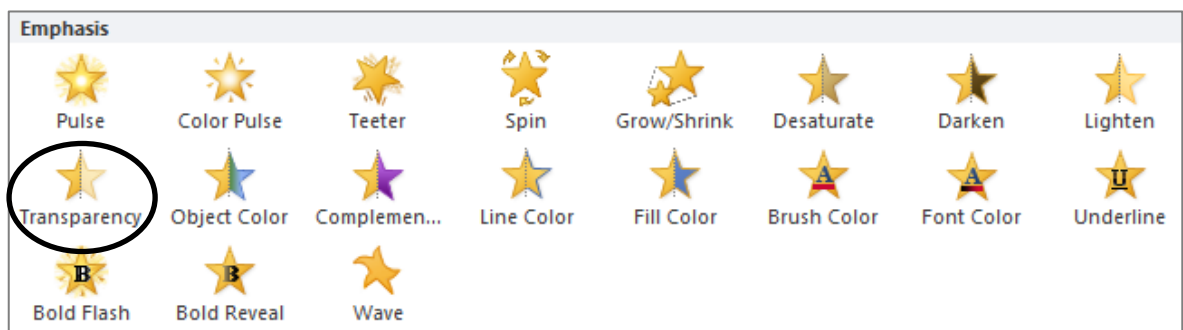 Emphasis
Pulse Color Pulse Teeter Spin Grow/Shrink Desaturate Darken Lighten
Transparency Object Color Complemen... Line Color Fill Color Brush Color Font Color Underline
Bold Flash Bold Reveal Wave